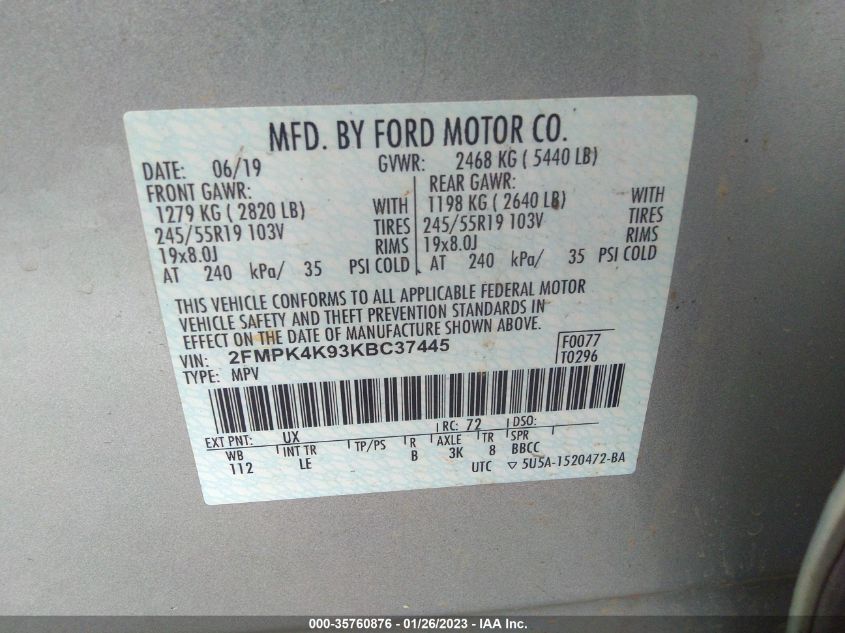 MFD. BY FORD MOTOR CO.
DATE: 06/19 GVWR: 2468 KG ( 5440 LB)
FRONT GAWR: REAR GAWR:
1279 KG ( 2820 LB) WITH 1198 KG ( 2640 LB) WITH
245/55R19 103V TIRES 245/55R19 103V TIRES
19x8.0J RIMS 19x8.0J RIMS
AT 240 kPa/ 35 PSI COLD AT 240 kPa/ 35 PSI COLD
THIS VEHICLE CONFORMS TO ALL APPLICABLE FEDERAL MOTOR
VEHICLE SAFETY AND THEFT PREVENTION STANDARDS IN
EFFECT ON THE DATE OF MANUFACTURE SHOWN ABOVE.
VIN: 2FMPK4K93KBC37445 F0077
TYPE: MPV T0296
EXT PNT: UX RC: 72 DSO:
WB INT TR TP/PS R AXLE TR SPR
112 LE B 3K 8 BBCC
UTC ▽ 5U5A-1520472-BA
000-35760876 / 01/26/2023 — IAA Inc.